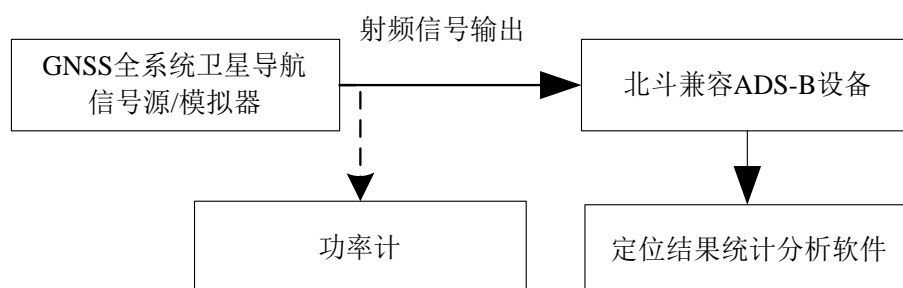 射频信号输出
GNSS全系统卫星导航
信号源/模拟器
北斗兼容ADS-B设备
功率计
定位结果统计分析软件